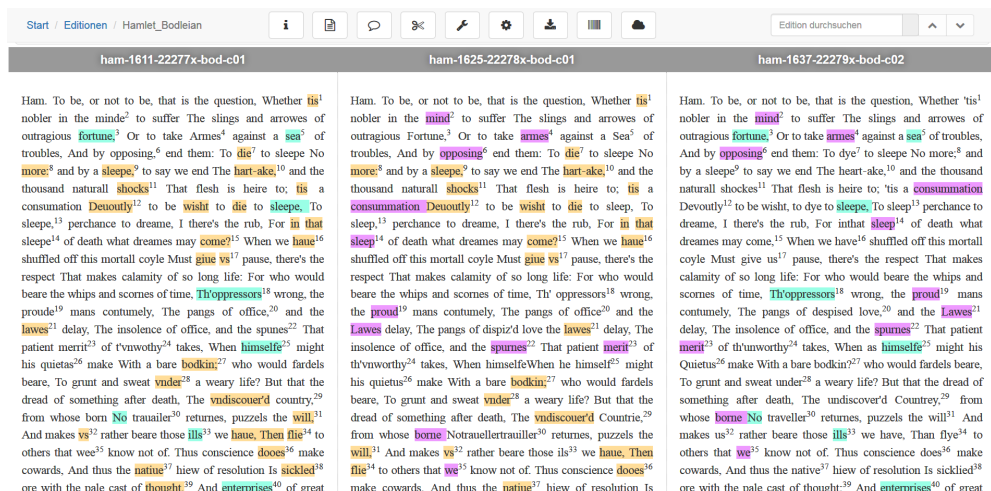 Start / Editionen / Hamlet_Bodleian
Edition durchsuchen
ham-1611-22277x-bod-c01
Ham. To be, or not to be, that is the question, Whether tis¹
nobler in the minde² to suffer The slings and arrowes of
outragious fortune,³ Or to take Armes⁴ against a sea⁵ of
troubles, And by opposing,⁶ end them: To die⁷ to sleepe No
more:⁸ and by a sleepe,⁹ to say we end The hart-ake,¹⁰ and the
thousand naturall shocks¹¹ That flesh is heire to; tis a
consumation Deuoutly¹² to be wisht to die to sleepe, To
sleepe,¹³ perchance to dreame, I there's the rub, For in that
sleepe¹⁴ of death what dreames may come?¹⁵ When we haue¹⁶
shuffled off this mortall coyle Must giue vs¹⁷ pause, there's the
respect That makes calamity of so long life: For who would
beare the whips and scornes of time, Th'oppressors¹⁸ wrong, the
proude¹⁹ mans contumely, The pangs of office,²⁰ and the
lawes²¹ delay, The insolence of office, and the spurnes²² That
patient merrit²³ of t'vnwothy²⁴ takes, When himselfe²⁵ might
his quietas²⁶ make With a bare bodkin;²⁷ who would fardels
beare, To grunt and sweat vnder²⁸ a weary life? But that the
dread of something after death, The vndiscouer'd country,²⁹
from whose born No trauailer³⁰ returnes, puzzels the will,³¹
And makes vs³² rather beare those ills³³ we haue, Then flie³⁴ to
others that wee³⁵ know not of. Thus conscience dooes³⁶ make
cowards, And thus the natiue³⁷ hiew of resolution Is sicklied³⁸
ore with the pale cast of thought,³⁹ And enterprises⁴⁰ of great
ham-1625-22278x-bod-c01
Ham. To be, or not to be, that is the question, Whether tis¹
nobler in the mind² to suffer The slings and arrowes of
outragious Fortune,³ Or to take armes⁴ against a Sea⁵ of
troubles, And by opposing⁶ end them: To die⁷ to sleepe No
more:⁸ and by a sleepe,⁹ to say we end The hart-ake,¹⁰ and the
thousand naturall shocks¹¹ That flesh is heire to; tis a
consummation Deuoutly¹² to be wisht to die to sleep, To
sleep,¹³ perchance to dreame, I there's the rub, For in that
sleep¹⁴ of death what dreames may come?¹⁵ When we haue¹⁶
shuffled off this mortall coyle Must giue vs¹⁷ pause, there's the
respect That makes calamity of so long life: For who would
beare the whips and scornes of time, Th' oppressors¹⁸ wrong,
the proud¹⁹ mans contumely, The pangs of office²⁰ and the
Lawes delay, The pangs of dispiz'd love the lawes²¹ delay, The
insolence of office, and the spurnes²² That patient merit²³ of
th'vnworthy²⁴ takes, When himselfeWhen he himself²⁵ might
his quietus²⁶ make With a bare bodkin;²⁷ who would fardels
beare, To grunt and sweat vnder²⁸ a weary life? But that the
dread of something after death, The vndiscover'd Countrie,²⁹
from whose borne Notrauellertrauiller³⁰ returnes, puzzels the
will,³¹ And makes vs³² rather beare those ils³³ we haue, Then
flie³⁴ to others that we³⁵ know not of. Thus conscience dooes³⁶
make cowards, And thus the natiue³⁷ hiew of resolution Is
ham-1637-22279x-bod-c02
Ham. To be, or not to be, that is the question, Whether 'tis¹
nobler in the mind² to suffer The slings and arrowes of
outragious fortune,³ Or to take armes⁴ against a sea⁵ of troubles,
And by opposing⁶ end them: To dye⁷ to sleepe No more;⁸ and
by a sleepe⁹ to say we end The heart-ake,¹⁰ and the thousand
naturall shockes¹¹ That flesh is heire to; 'tis a consummation
Devoutly¹² to be wisht, to dye to sleepe, To sleep¹³ perchance to
dreame, I there's the rub, For inthat sleep¹⁴ of death what
dreames may come,¹⁵ When we have¹⁶ shuffled off this mortall
coyle Must give us¹⁷ pause, there's the respect That makes
calamity of so long life: For who would beare the whips and
scornes of time, Th'oppressors¹⁸ wrong, the proud¹⁹ mans
contumely, The pangs of despised love,²⁰ and the Lawes²¹
delay, The insolence of office, and the spurnes²² That patient
merit²³ of th'unworthy²⁴ takes, When as himselfe²⁵ might his
Quietus²⁶ make With a bare bodkin?²⁷ who would fardels beare,
To grunt and sweat under²⁸ a weary life? But that the dread of
something after death, The undiscover'd Countrey,²⁹ from
whose borne No traveller³⁰ returnes, puzzels the will³¹ And
makes us³² rather beare those ills³³ we have, Than flye³⁴ to
others that we³⁵ know not of. Thus conscience does³⁶ make
cowards, And thus the native³⁷ hiew of resolution Is sicklied³⁸
ore with the pale cast of thought,³⁹ And enterprises⁴⁰ of great